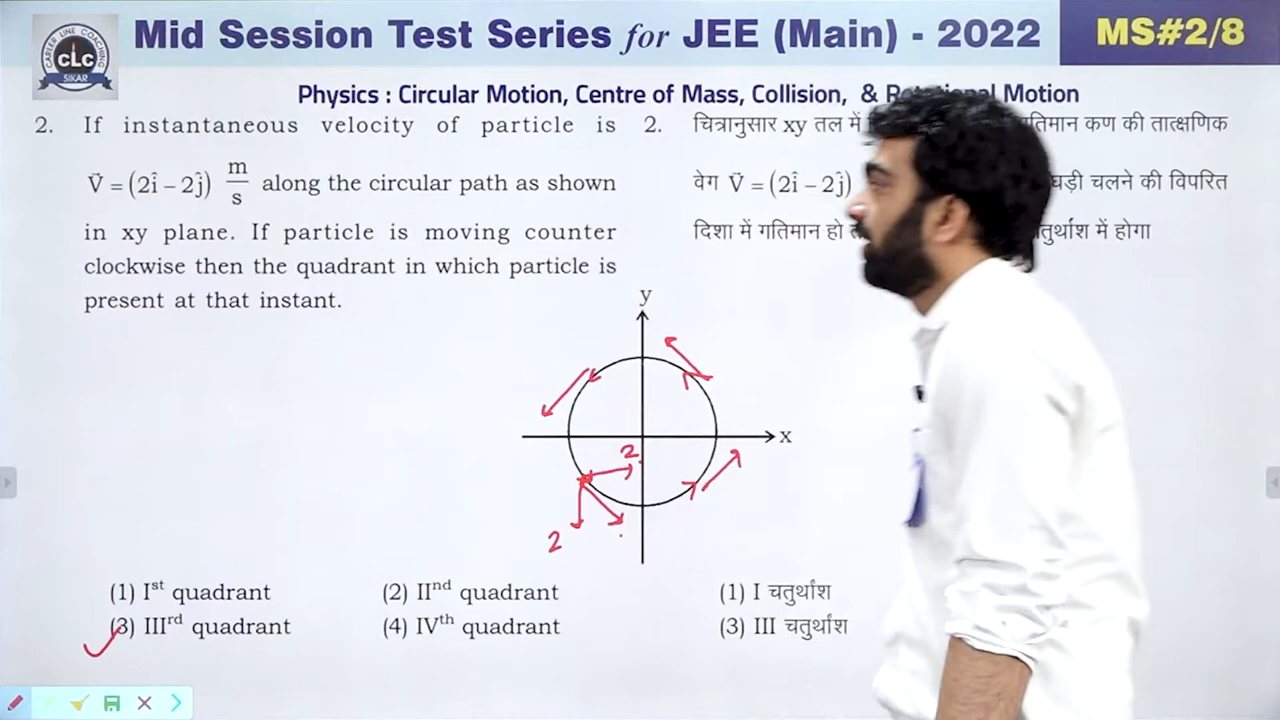 Mid Session Test Series for JEE (Main) - 2022
MS#2/8
CAREER LINE COACHING
CLC
SIKAR
Physics : Circular Motion, Centre of Mass, Collision, & Motion
2. If instantaneous velocity of particle is
V⃗ = (2î – 2ĵ) m/s along the circular path as shown
in xy plane. If particle is moving counter
clockwise then the quadrant in which particle is
present at that instant.
2. चित्रानुसार xy तल में कण की तात्क्षणिक
वेग V⃗ = (2î – 2ĵ) घड़ी चलने की विपरित
दिशा में गतिमान हो में होगा
y
x
2
2
(1) Iˢᵗ quadrant
(2) IIⁿᵈ quadrant
(3) IIIʳᵈ quadrant
(4) IVᵗʰ quadrant
(1) I चतुर्थांश
(3) III चतुर्थांश